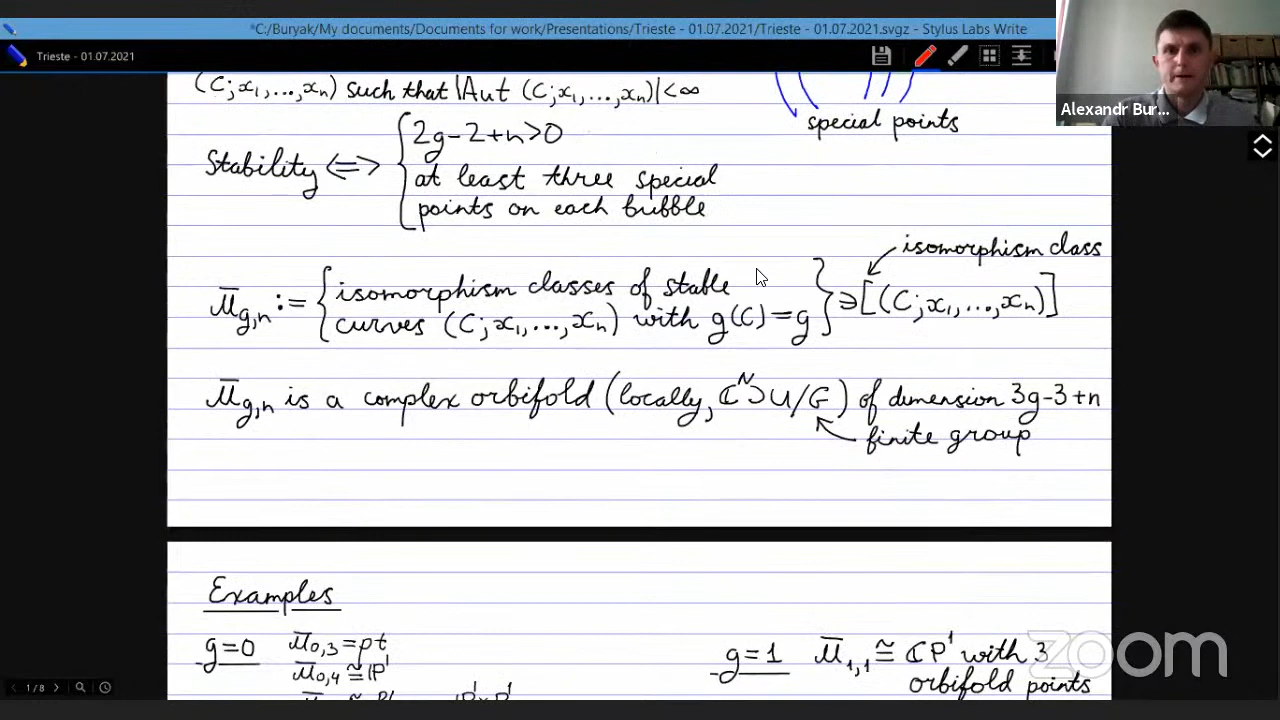 *C:/Buryak/My documents/Documents for work/Presentations/Trieste - 01.07.2021/Trieste - 01.07.2021.svgz - Stylus Labs Write
Trieste - 01.07.2021
Alexandr Bur...
(C;x₁,...,xₙ) such that |Aut (C;x₁,...,xₙ)|<∞
special points
Stability ⟺ { 2g-2+n>0
at least three special
points on each bubble
isomorphism class
M̄g,n := { isomorphism classes of stable
curves (C;x₁,...,xₙ) with g(C)=g } ∋ [(C;x₁,...,xₙ)]
M̄g,n is a complex orbifold (locally, ℂᴺ⊃U/G) of dimension 3g-3+n
finite group
Examples
g=0 M̄₀,₃=pt
M̄₀,₄≅ℙ¹
g=1 M̄₁,₁≅ℂP¹ with 3
orbifold points
zoom
1/8